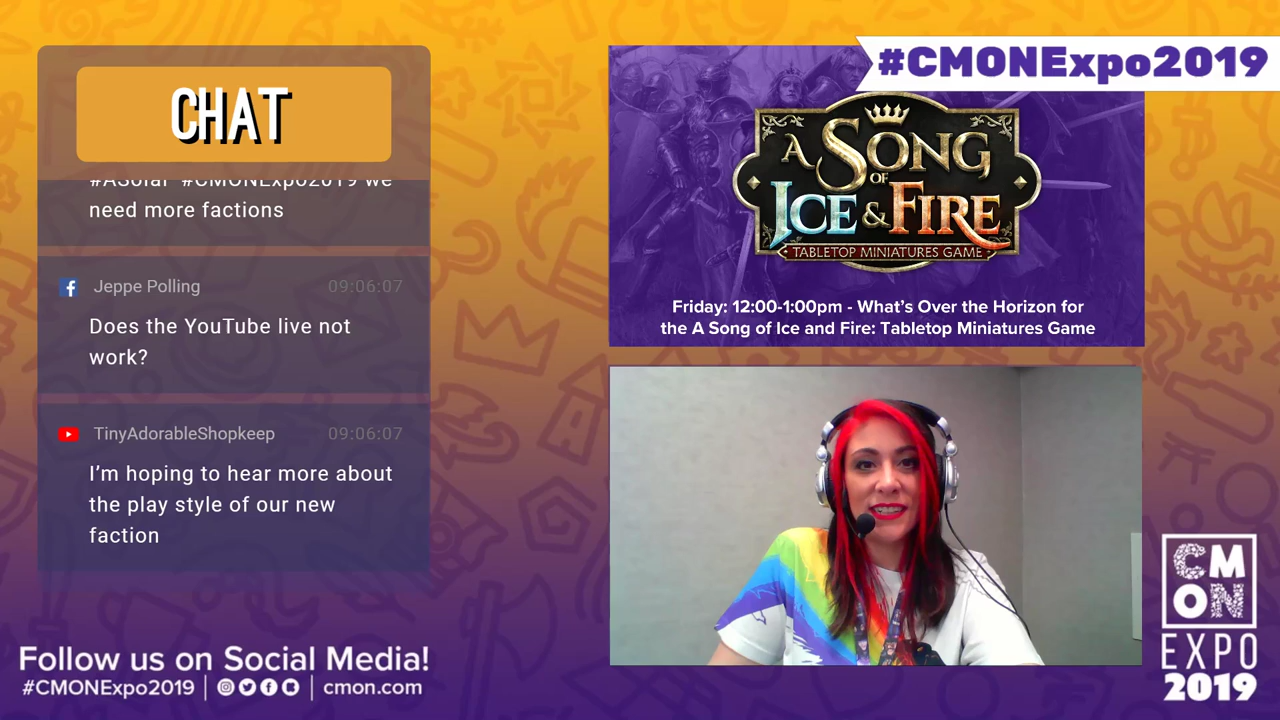 CHAT
#ASoIaF #CMONExpo2019 we
need more factions
Jeppe Polling 09:06:07
Does the YouTube live not
work?
TinyAdorableShopkeep 09:06:07
I'm hoping to hear more about
the play style of our new
faction
Follow us on Social Media!
#CMONExpo2019 | | cmon.com
#CMONExpo2019
A SONG
OF
ICE & FIRE
TABLETOP MINIATURES GAME
Friday: 12:00-1:00pm - What's Over the Horizon for
the A Song of Ice and Fire: Tabletop Miniatures Game
CM
ON
EXPO
2019